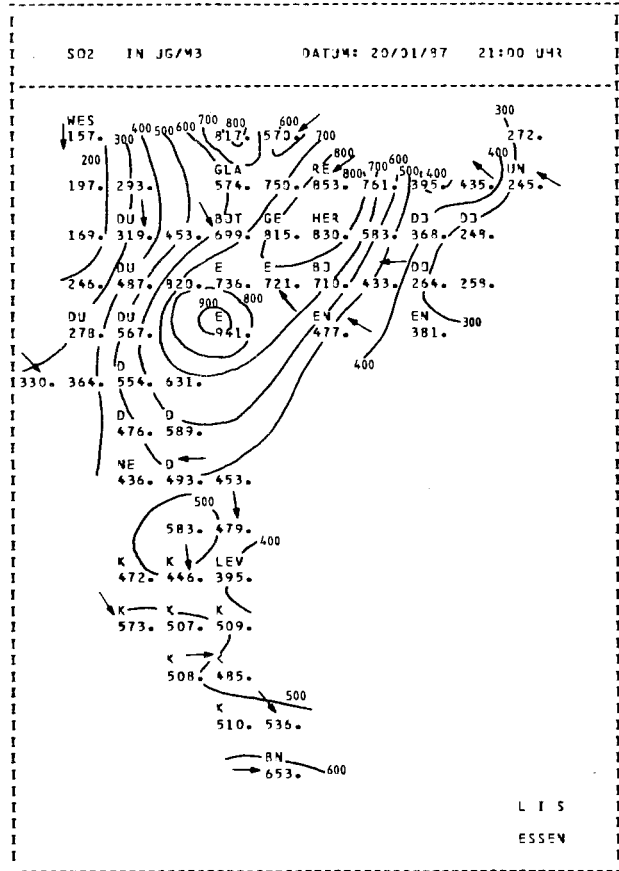 SO2 IN JG/M3 DATUM: 20/01/87 21:00 UHR
300
700 800 600
WES 300 400 500 600 700
157. 817. 570. 272.
200 800 400
GLA RE 800 700 600 500 400 UN
197. 293. 574. 750. 853. 761. 395. 435. 245.
DU BOT GE HER DO DO
169. 319. 453. 699. 815. 830. 583. 368. 249.
DU E E BO DO
246. 487. 820. 736. 721. 710. 433. 264. 259.
900 800
DU DU E EN EN 300
278. 567. 941. 477. 381.
400
D
330. 364. 554. 631.
D D
476. 589.
NE D
436. 493. 453.
500
583. 479.
400
K K LEV
472. 446. 395.
K K K
573. 507. 509.
K K
508. 485.
500
K
510. 536.
BN
653. 600
L I S
ESSEN